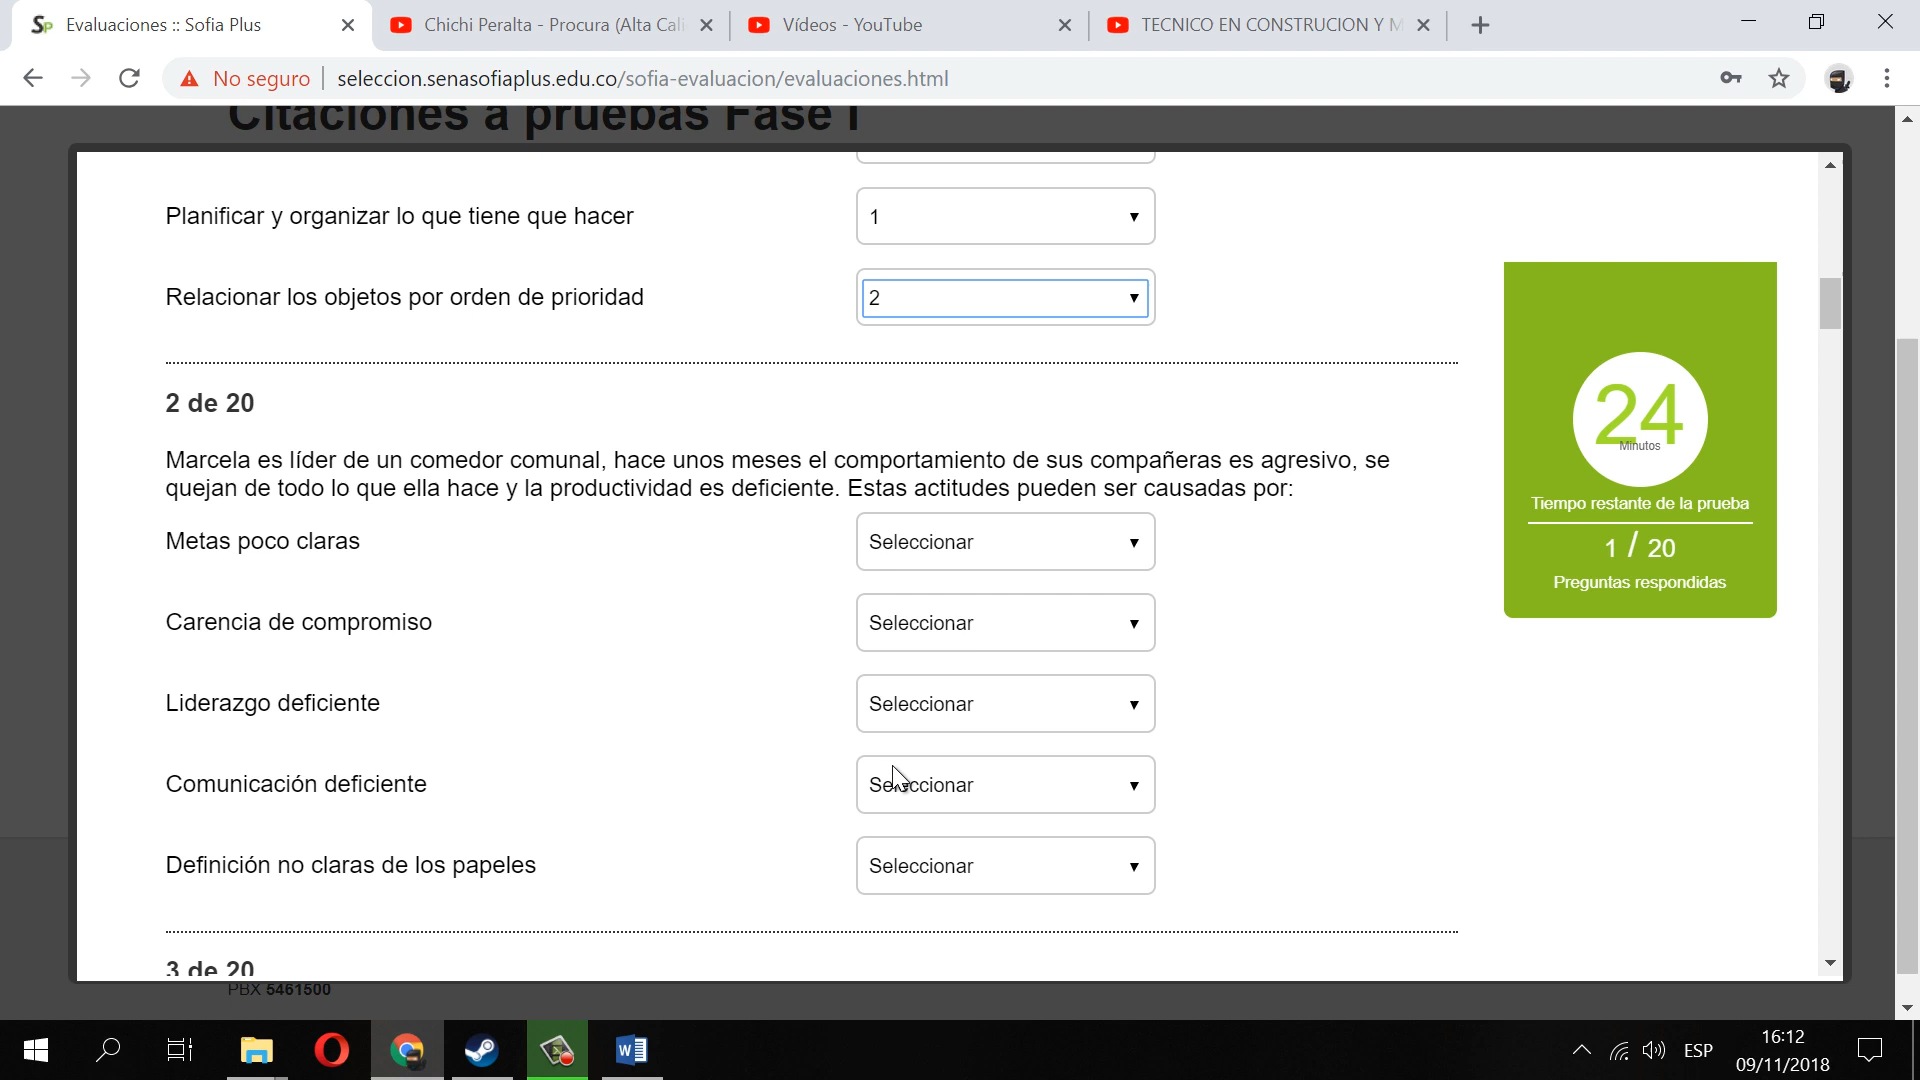 Evaluaciones :: Sofia Plus
Chichi Peralta - Procura (Alta Cali
Vídeos - YouTube
TECNICO EN CONSTRUCION Y M
No seguro
seleccion.senasofiaplus.edu.co/sofia-evaluacion/evaluaciones.html
Citaciones a pruebas Fase I
Planificar y organizar lo que tiene que hacer
1
Relacionar los objetos por orden de prioridad
2
2 de 20
Marcela es líder de un comedor comunal, hace unos meses el comportamiento de sus compañeras es agresivo, se
quejan de todo lo que ella hace y la productividad es deficiente. Estas actitudes pueden ser causadas por:
Metas poco claras
Seleccionar
Carencia de compromiso
Seleccionar
Liderazgo deficiente
Seleccionar
Comunicación deficiente
Seleccionar
Definición no claras de los papeles
Seleccionar
3 de 20
24
Minutos
Tiempo restante de la prueba
1 / 20
Preguntas respondidas
PBX 5461500
ESP
16:12
09/11/2018